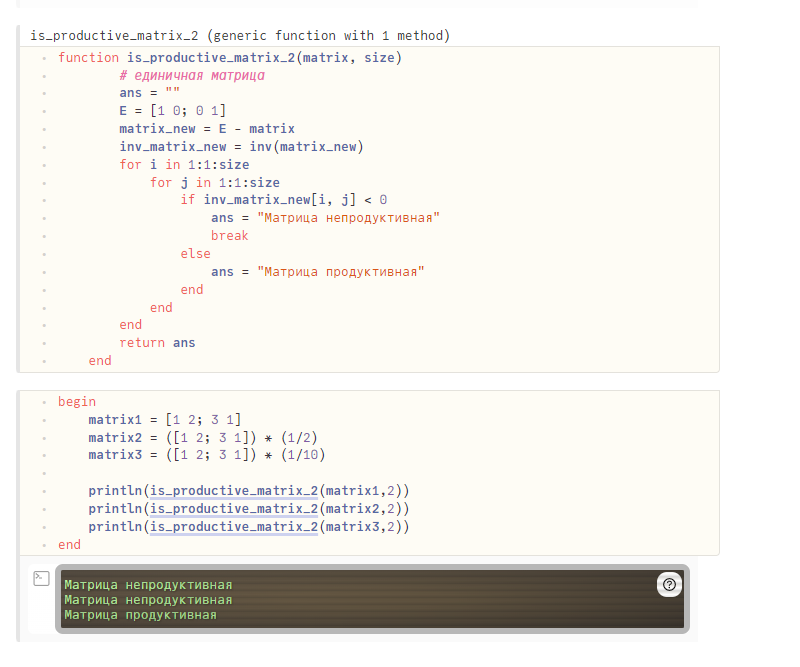 is_productive_matrix_2 (generic function with 1 method)
function is_productive_matrix_2(matrix, size)
        # единичная матрица
        ans = ""
        E = [1 0; 0 1]
        matrix_new = E - matrix
        inv_matrix_new = inv(matrix_new)
        for i in 1:1:size
            for j in 1:1:size
                if inv_matrix_new[i, j] < 0
                    ans = "Матрица непродуктивная"
                    break
                else
                    ans = "Матрица продуктивная"
                end
            end
        end
        return ans
    end
begin
    matrix1 = [1 2; 3 1]
    matrix2 = ([1 2; 3 1]) * (1/2)
    matrix3 = ([1 2; 3 1]) * (1/10)
    println(is_productive_matrix_2(matrix1,2))
    println(is_productive_matrix_2(matrix2,2))
    println(is_productive_matrix_2(matrix3,2))
end
Матрица непродуктивная
Матрица непродуктивная
Матрица продуктивная